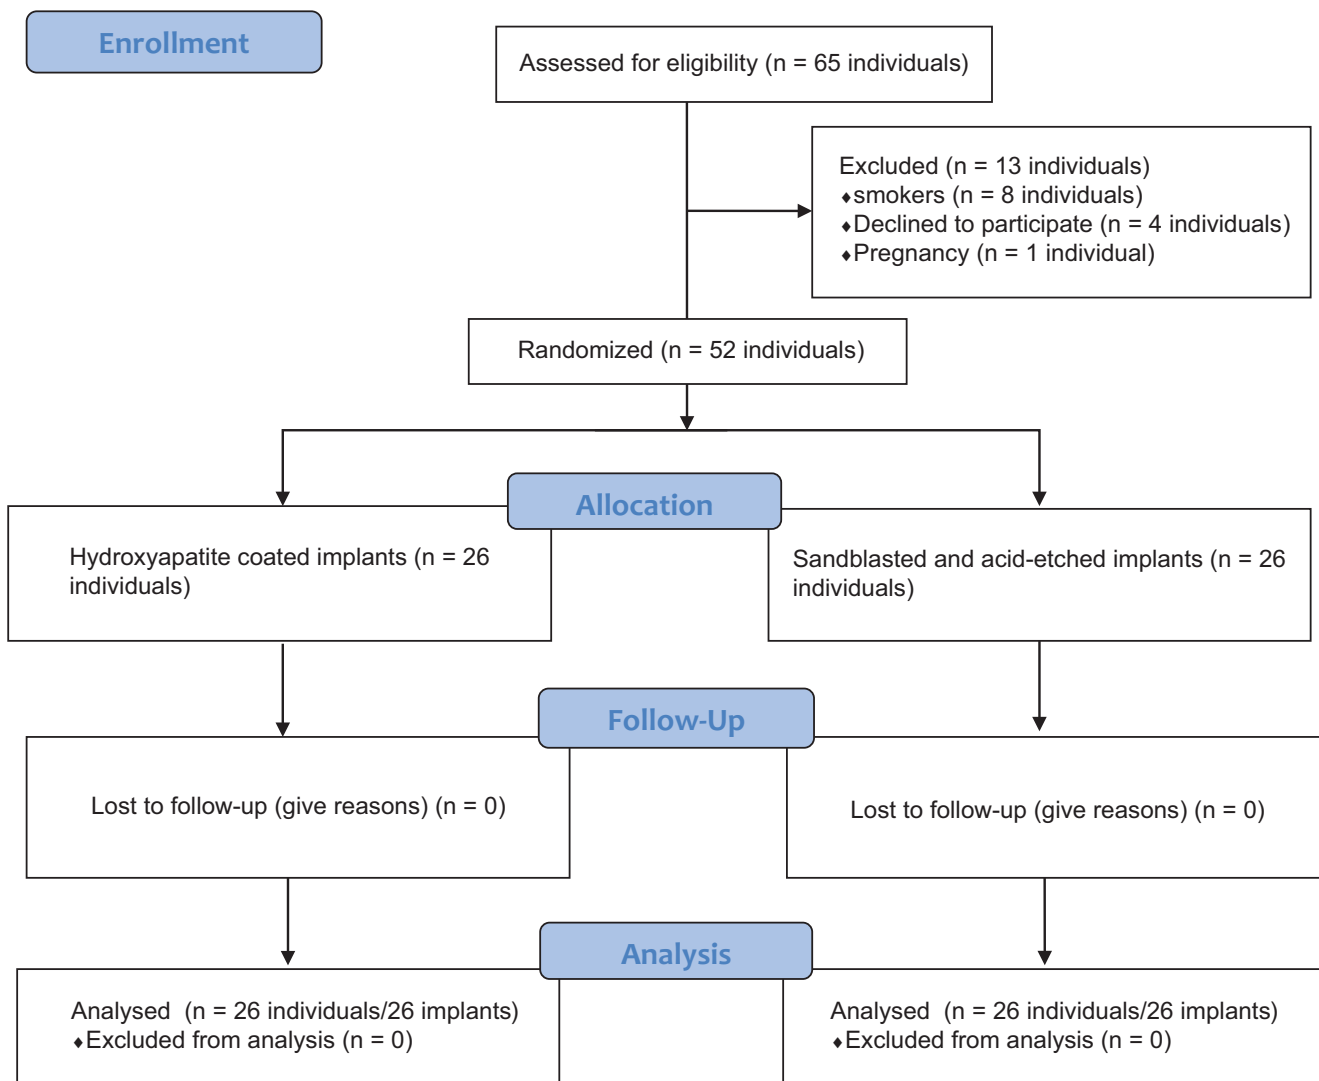 Enrollment
Assessed for eligibility (n = 65 individuals)
Excluded (n = 13 individuals)
♦smokers (n = 8 individuals)
♦Declined to participate (n = 4 individuals)
♦Pregnancy (n = 1 individual)
Randomized (n = 52 individuals)
Allocation
Hydroxyapatite coated implants (n = 26
individuals)
Sandblasted and acid-etched implants (n = 26
individuals)
Follow-Up
Lost to follow-up (give reasons) (n = 0)
Lost to follow-up (give reasons) (n = 0)
Analysis
Analysed (n = 26 individuals/26 implants)
♦Excluded from analysis (n = 0)
Analysed (n = 26 individuals/26 implants)
♦Excluded from analysis (n = 0)